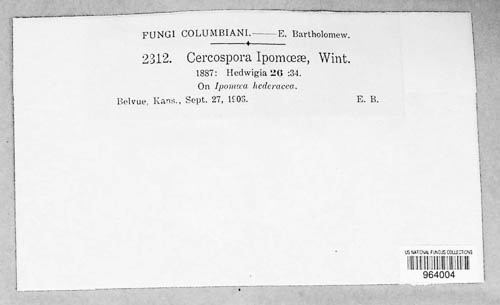 FUNGI COLUMBIANI.——E. Bartholomew.
2312. Cercospora Ipomœæ, Wint.
1887: Hedwigia 26 :34.
On Ipomœa hederacea.
Belvue, Kans., Sept. 27, 1906. E. B.
US NATIONAL FUNGUS COLLECTIONS
964004